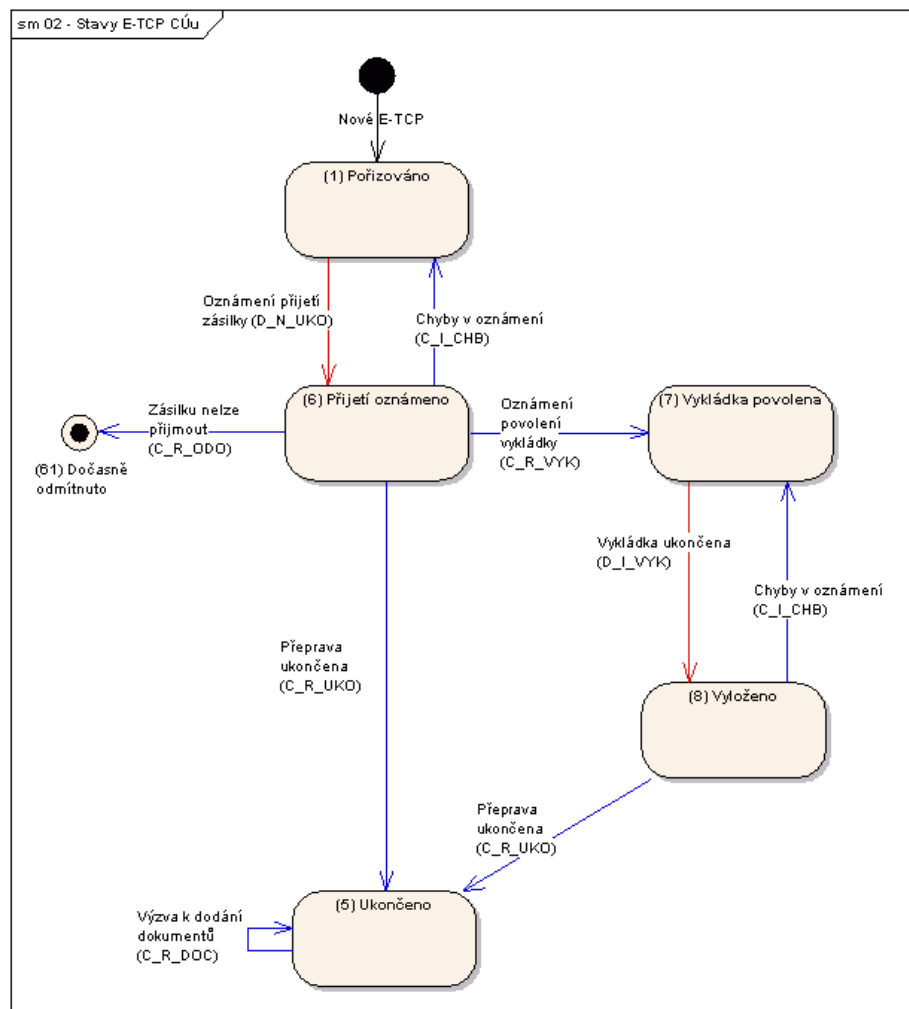 sm 02 - Stavy E-TCP CÚu
Nové E-TCP
(1) Pořizováno
Oznámení přijetí
zásilky (D_N_UKO)
Chyby v oznámení
(C_I_CHB)
(6) Přijetí oznámeno
(7) Vykládka povolena
Zásilku nelze
přijmout
(C_R_ODO)
Oznámení
povolení
vykládky
(C_R_VYK)
(61) Dočasně
odmítnuto
Vykládka ukončena
(D_I_VYK)
Chyby v oznámení
(C_I_CHB)
Přeprava
ukončena
(C_R_UKO)
(8) Vyloženo
Přeprava
ukončena
(C_R_UKO)
(5) Ukončeno
Výzva k dodání
dokumentů
(C_R_DOC)